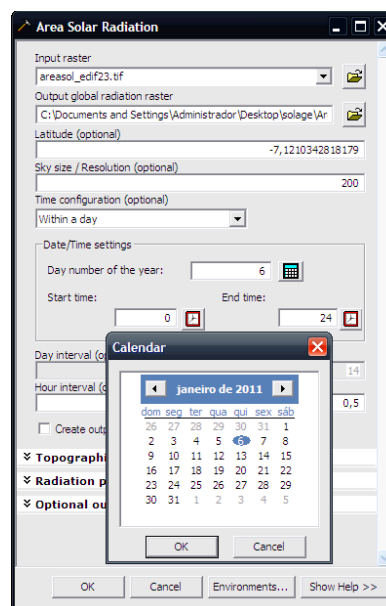 Area Solar Radiation
Input raster
areasol_edif23.tif
Output global radiation raster
C:\Documents and Settings\Administrador\Desktop\solage\Ar
Latitude (optional)
-7,1210342818179
Sky size / Resolution (optional)
200
Time configuration (optional)
Within a day
Date/Time settings
Day number of the year:
6
Start time:
End time:
0
24
Calendar
Day interval (o
14
Hour interval (
0,5
janeiro de 2011
dom seg ter qua qui sex sáb
26 27 28 29 30 31 1
2 3 4 5 6 7 8
9 10 11 12 13 14 15
16 17 18 19 20 21 22
23 24 25 26 27 28 29
30 31 1 2 3 4 5
OK Cancel
Create outp
Topographi
Radiation p
Optional ou
OK Cancel Environments... Show Help >>